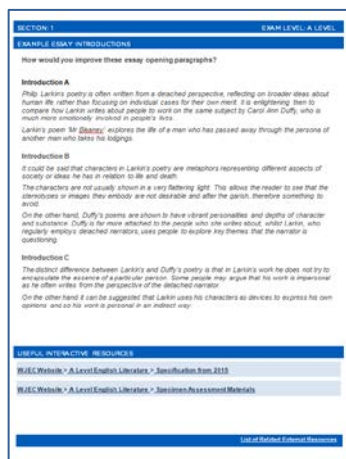 SECTION: 1 EXAM LEVEL: A LEVEL
EXAMPLE ESSAY INTRODUCTIONS
How would you improve these essay opening paragraphs?
Introduction A
Philip Larkin's poetry is often written from a detached perspective, reflecting on broader ideas about
human life rather than focusing on individual cases for their own merit. It is enlightening then to
compare how Larkin writes about people to work on the same subject by Carol Ann Duffy, who is
much more emotionally involved in people's lives.
Larkin's poem 'Mr Bleaney' explores the life of a man who has passed away through the persona of
another man who takes his lodgings.
Introduction B
It could be said that characters in Larkin's poetry are metaphors representing different aspects of
society or ideas he has in relation to life and death.
The characters are not usually shown in a very flattering light. This allows the reader to see that the
stereotypes or images they embody are not desirable and after the garish, therefore something to
avoid.
On the other hand, Duffy's poems are shown to have vibrant personalities and depths of character
and substance. Duffy is far more attached to the people who she writes about, whilst Larkin, who
regularly employs detached narrators, uses people to explore key themes that the narrator is
questioning.
Introduction C
The distinct difference between Larkin's and Duffy's poetry is that in Larkin's work he does not try to
encapsulate the essence of a particular person. Some people may argue that his work is impersonal
as he often writes from the perspective of the detached narrator.
On the other hand it can be suggested that Larkin uses his characters as devices to express his own
opinions and so his work is personal in an indirect way.
USEFUL INTERACTIVE RESOURCES
WJEC Website > A Level English Literature > Specification from 2015
WJEC Website > A Level English Literature > Specimen Assessment Materials
List of Related External Resources